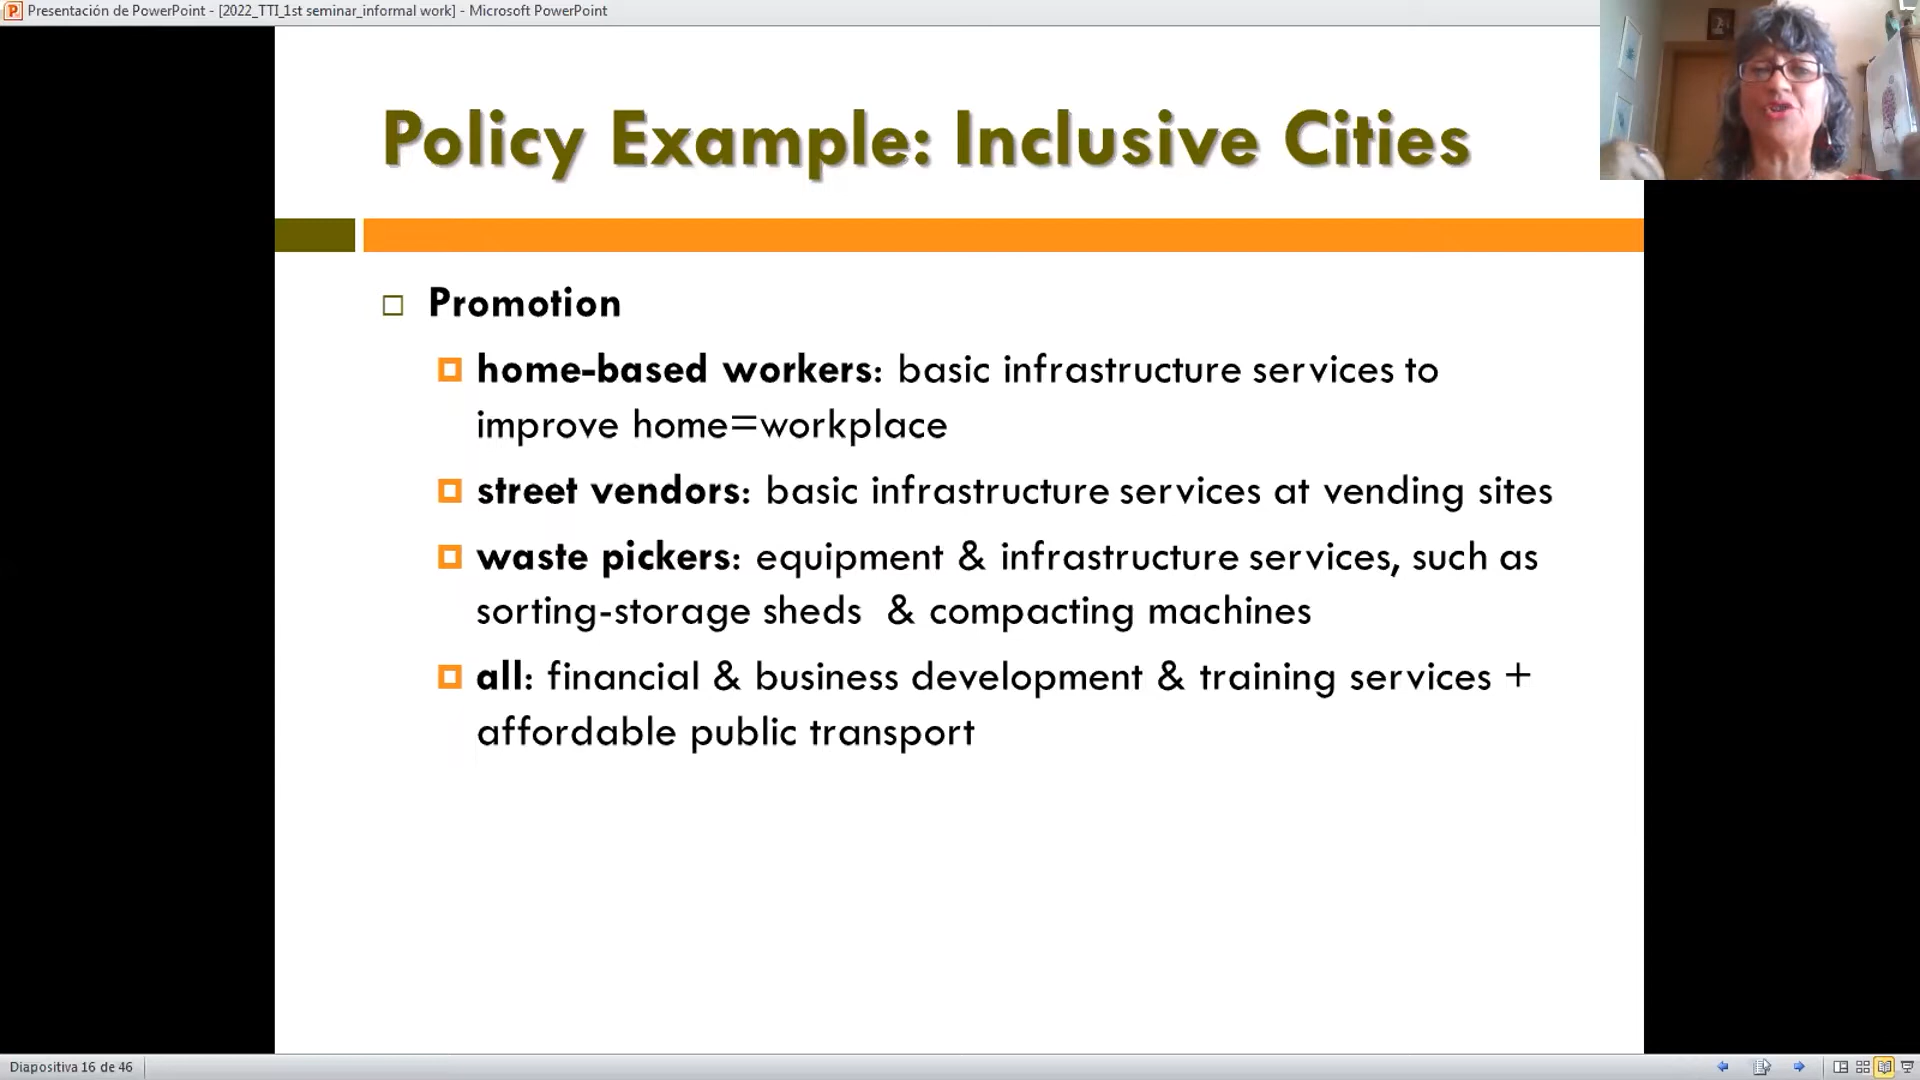 Presentación de PowerPoint - [2022_TTI_1st seminar_informal work] - Microsoft PowerPoint
Policy Example: Inclusive Cities
Promotion
home-based workers: basic infrastructure services to
improve home=workplace
street vendors: basic infrastructure services at vending sites
waste pickers: equipment & infrastructure services, such as
sorting-storage sheds & compacting machines
all: financial & business development & training services +
affordable public transport
Diapositiva 16 de 46